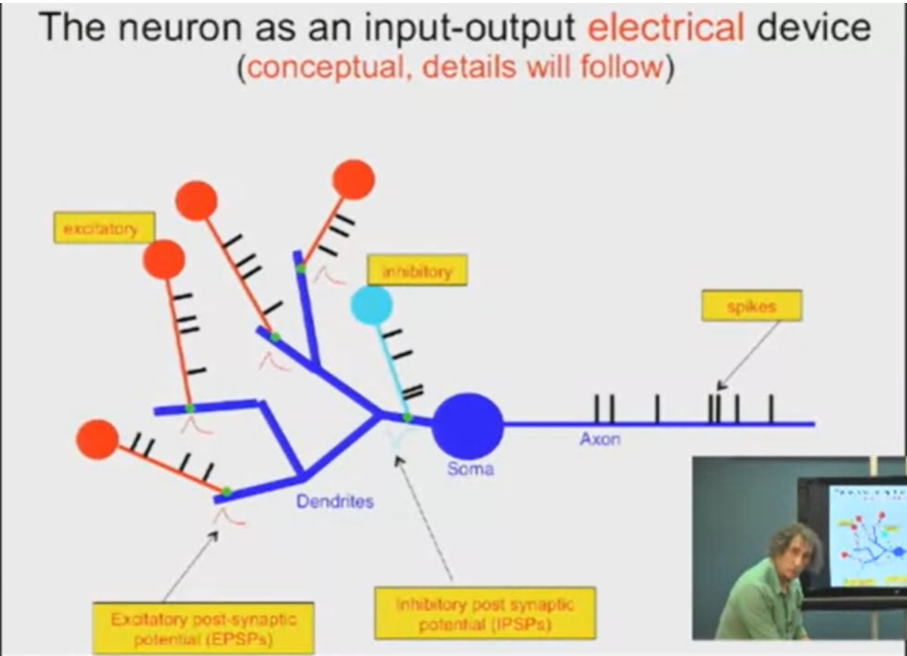 The neuron as an input-output electrical device
(conceptual, details will follow)
excitatory
inhibitory
spikes
Axon
Soma
Dendrites
Excitatory post-synaptic
potential (EPSPs)
Inhibitory post synaptic
potential (IPSPs)